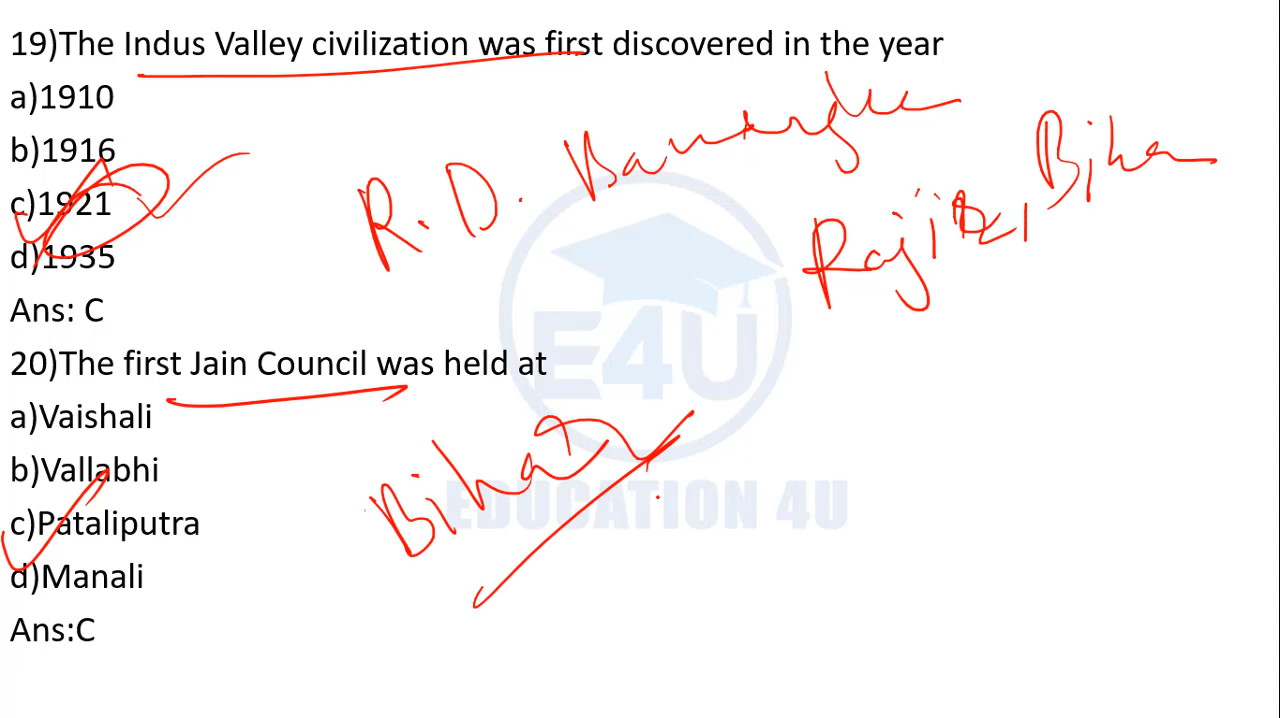 19)The Indus Valley civilization was first discovered in the year
a)1910
b)1916
c)1921
d)1935
Ans: C
R. D. Banerjee
Bihar
20)The first Jain Council was held at
a)Vaishali
b)Vallabhi
c)Pataliputra
d)Manali
Ans:C
Bihar
E4U
EDUCATION 4U